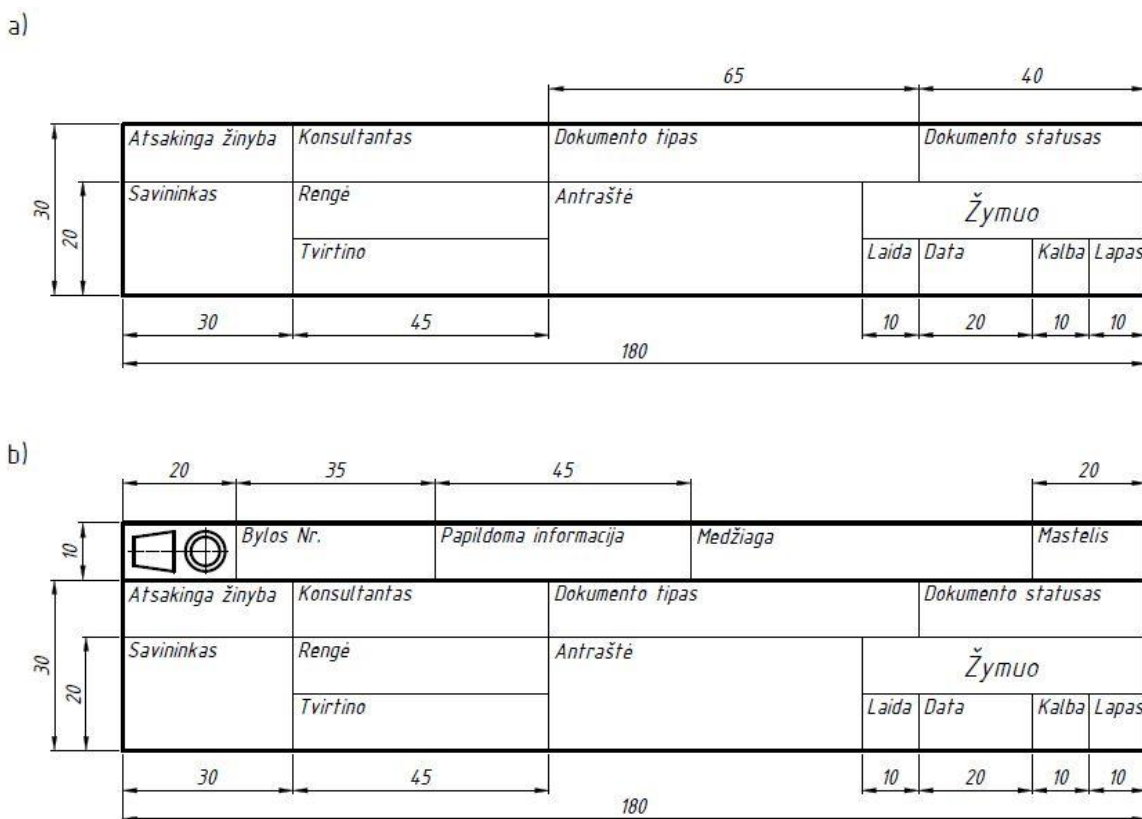 a)
65 40
Atsakinga žinyba Konsultantas Dokumento tipas Dokumento statusas
30
20
Savininkas Rengė Antraštė Žymuo
Tvirtino Laida Data Kalba Lapas
30 45 10 20 10 10
180
b)
20 35 45 20
10
Bylos Nr. Papildoma informacija Medžiaga Mastelis
Atsakinga žinyba Konsultantas Dokumento tipas Dokumento statusas
30
20
Savininkas Rengė Antraštė Žymuo
Tvirtino Laida Data Kalba Lapas
30 45 10 20 10 10
180